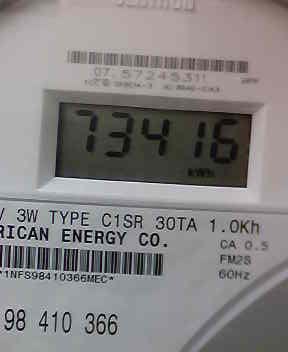 73416
kWh
V 3W TYPE C1SR 30TA 1.0Kh
RICAN ENERGY CO.
CA 0.5
FM2S
60Hz
*1NFS98410366MEC*
98 410 366